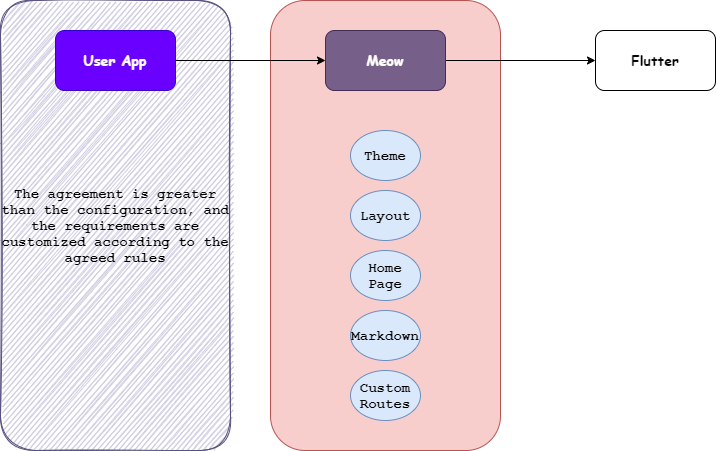 User App
Meow
Flutter
The agreement is greater
than the configuration, and
the requirements are
customized according to the
agreed rules
Theme
Layout
Home
Page
Markdown
Custom
Routes